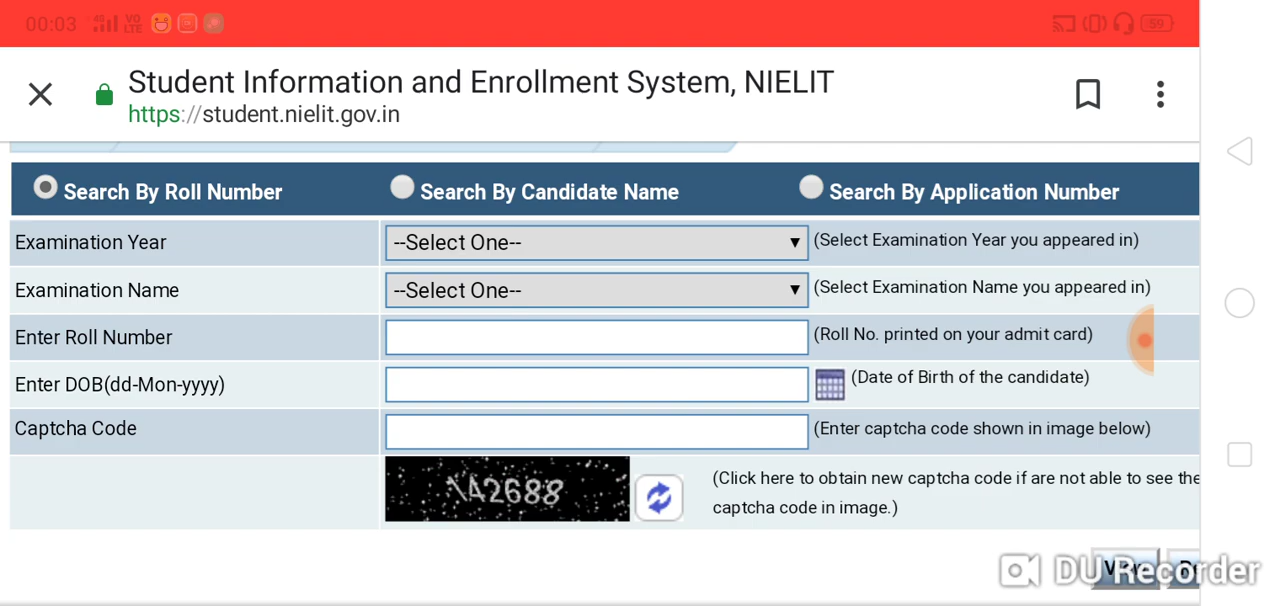 00:03 4G VO LTE 59
Student Information and Enrollment System, NIELIT
https://student.nielit.gov.in
Search By Roll Number Search By Candidate Name Search By Application Number
Examination Year --Select One-- (Select Examination Year you appeared in)
Examination Name --Select One-- (Select Examination Name you appeared in)
Enter Roll Number (Roll No. printed on your admit card)
Enter DOB(dd-Mon-yyyy) (Date of Birth of the candidate)
Captcha Code (Enter captcha code shown in image below)
(Click here to obtain new captcha code if are not able to see the
captcha code in image.)
DU Recorder